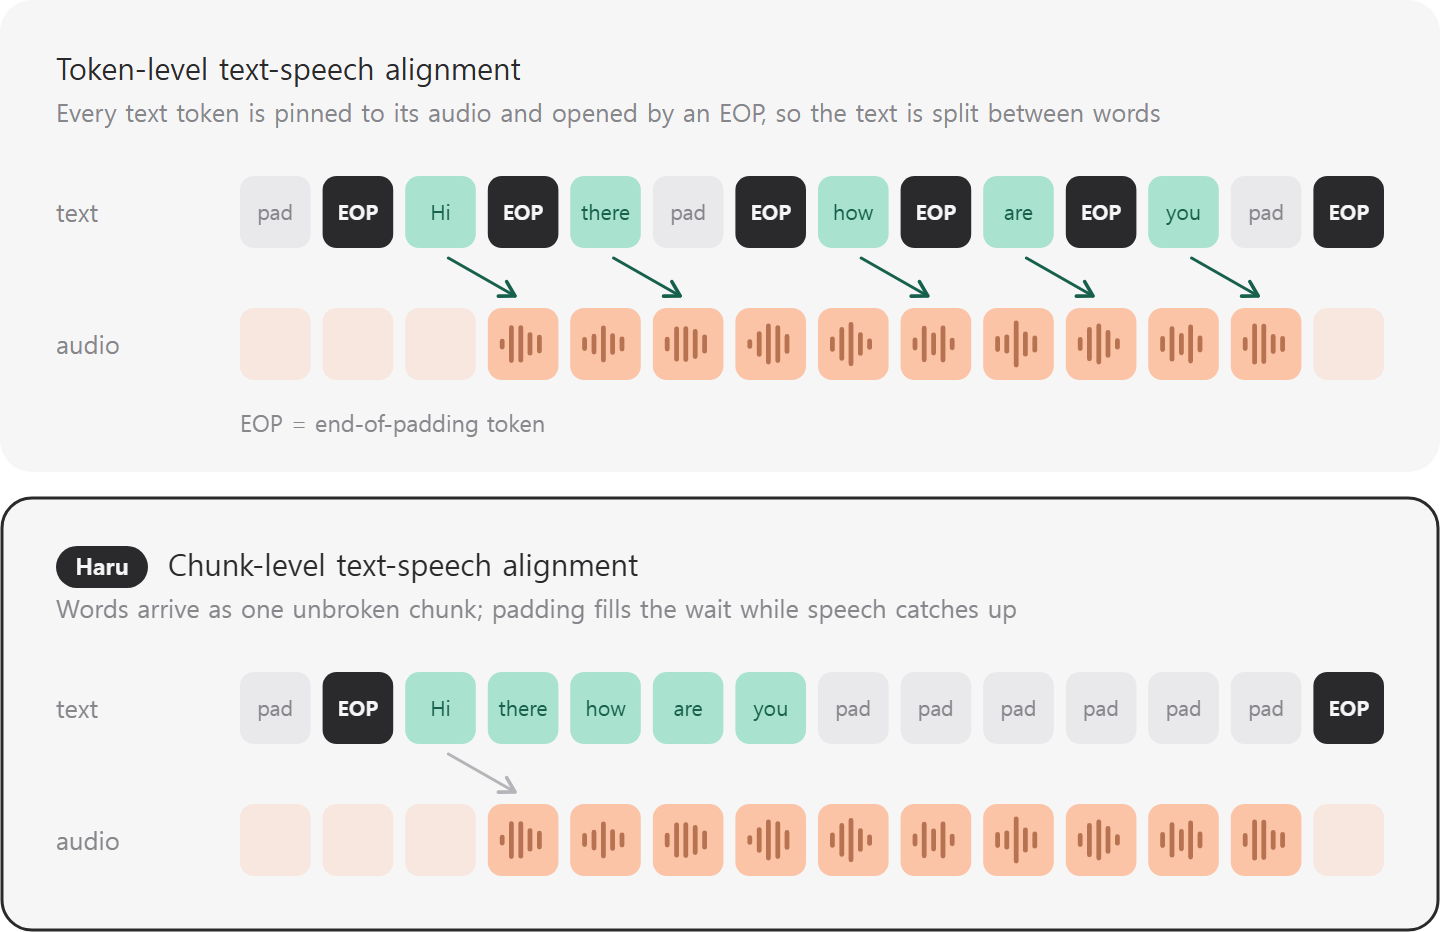 Token-level text-speech alignment
Every text token is pinned to its audio and opened by an EOP, so the text is split between words
text pad EOP Hi EOP there pad EOP how EOP are EOP you pad EOP
audio
EOP = end-of-padding token
Haru Chunk-level text-speech alignment
Words arrive as one unbroken chunk; padding fills the wait while speech catches up
text pad EOP Hi there how are you pad pad pad pad pad pad EOP
audio